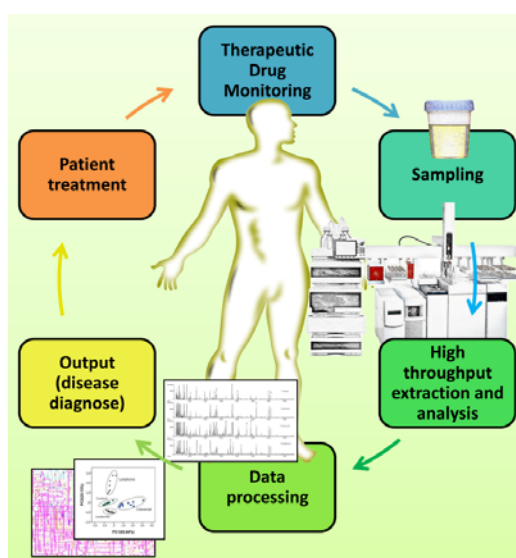 Therapeutic
Drug
Monitoring
Patient
treatment
Sampling
Output
(disease
diagnose)
High
throughput
extraction and
analysis
Data
processing